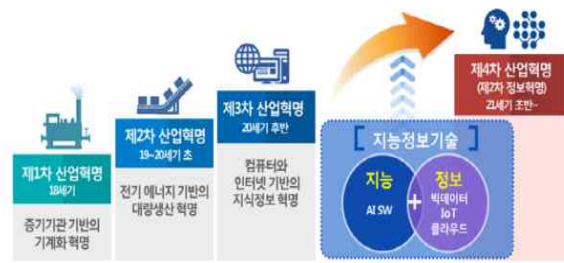 제1차 산업혁명
18세기
증기기관 기반의
기계화 혁명
제2차 산업혁명
19~20세기 초
전기 에너지 기반의
대량생산 혁명
제3차 산업혁명
20세기 후반
컴퓨터와
인터넷 기반의
지식정보 혁명
[ 지능정보기술 ]
지능
AI SW
+
정보
빅데이터
IoT
클라우드
제4차 산업혁명
(제2차 정보혁명)
21세기 초반~